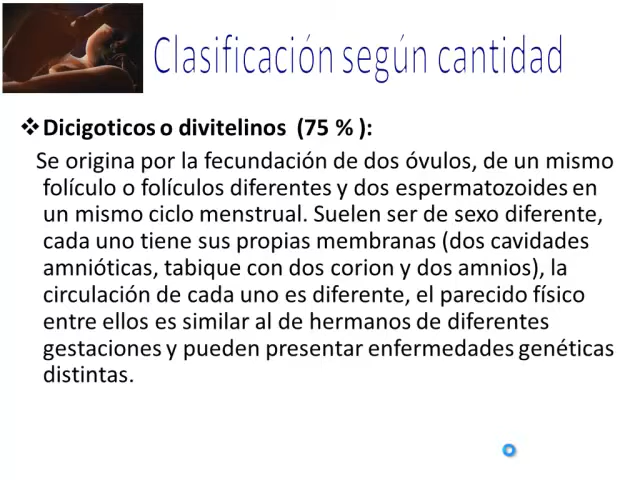 Clasificación según cantidad
❖Dicigoticos o divitelinos (75 % ):
Se origina por la fecundación de dos óvulos, de un mismo
folículo o folículos diferentes y dos espermatozoides en
un mismo ciclo menstrual. Suelen ser de sexo diferente,
cada uno tiene sus propias membranas (dos cavidades
amnióticas, tabique con dos corion y dos amnios), la
circulación de cada uno es diferente, el parecido físico
entre ellos es similar al de hermanos de diferentes
gestaciones y pueden presentar enfermedades genéticas
distintas.